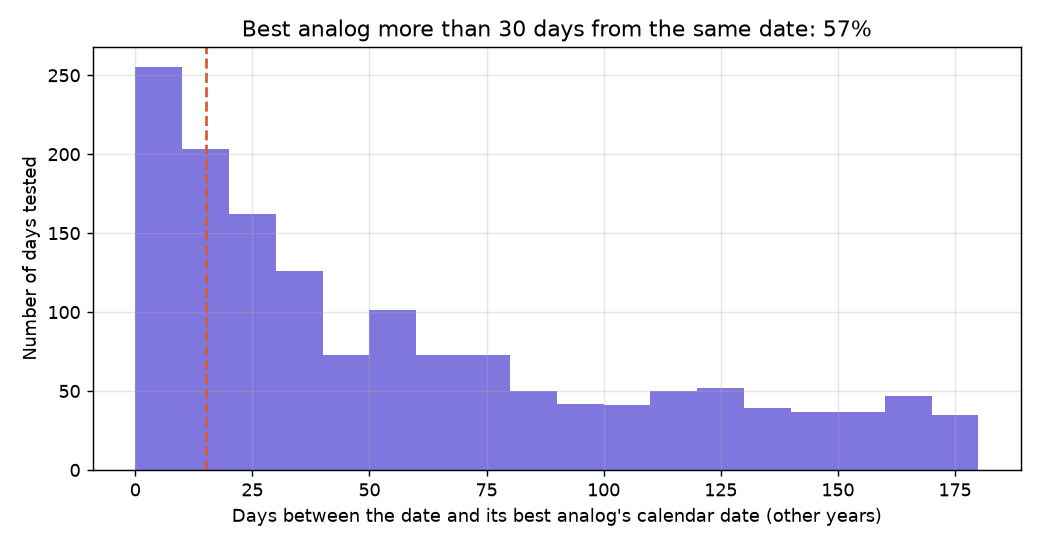 Best analog more than 30 days from the same date: 57%
250
200
150
100
50
0
Number of days tested
0 25 50 75 100 125 150 175
Days between the date and its best analog's calendar date (other years)